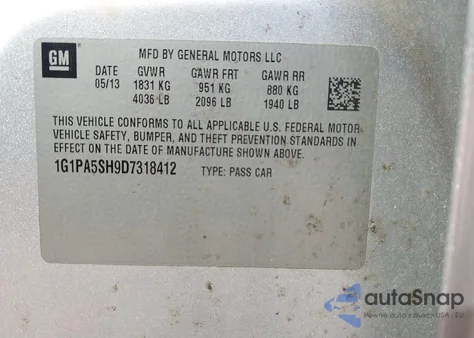 GM
MFD BY GENERAL MOTORS LLC
DATE GVWR GAWR FRT GAWR RR
05/13 1831 KG 951 KG 880 KG
4036 LB 2096 LB 1940 LB
THIS VEHICLE CONFORMS TO ALL APPLICABLE U.S. FEDERAL MOTOR
VEHICLE SAFETY, BUMPER, AND THEFT PREVENTION STANDARDS IN
EFFECT ON THE DATE OF MANUFACTURE SHOWN ABOVE.
1G1PA5SH9D7318412 TYPE: PASS CAR
autoSnap